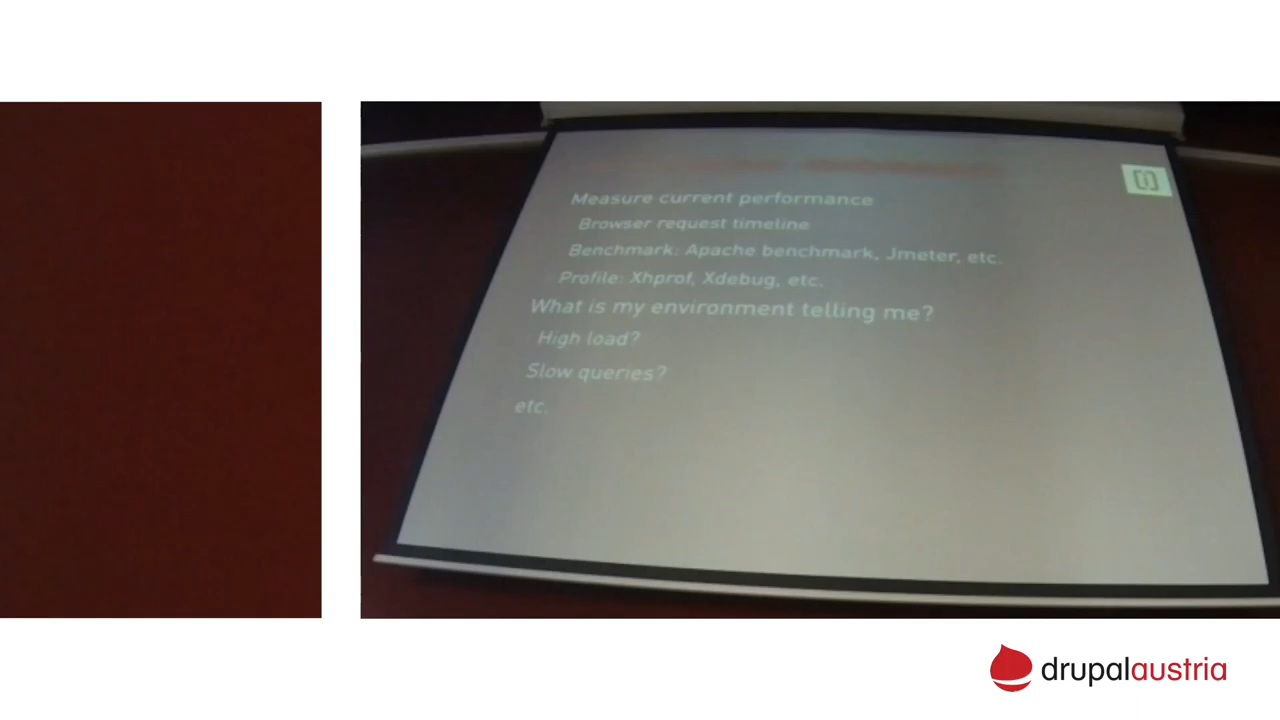 Measure current performance
Browser request timeline
Benchmark: Apache benchmark, Jmeter, etc.
Profile: Xhprof, Xdebug, etc.
What is my environment telling me?
High load?
Slow queries?
etc.
drupalaustria